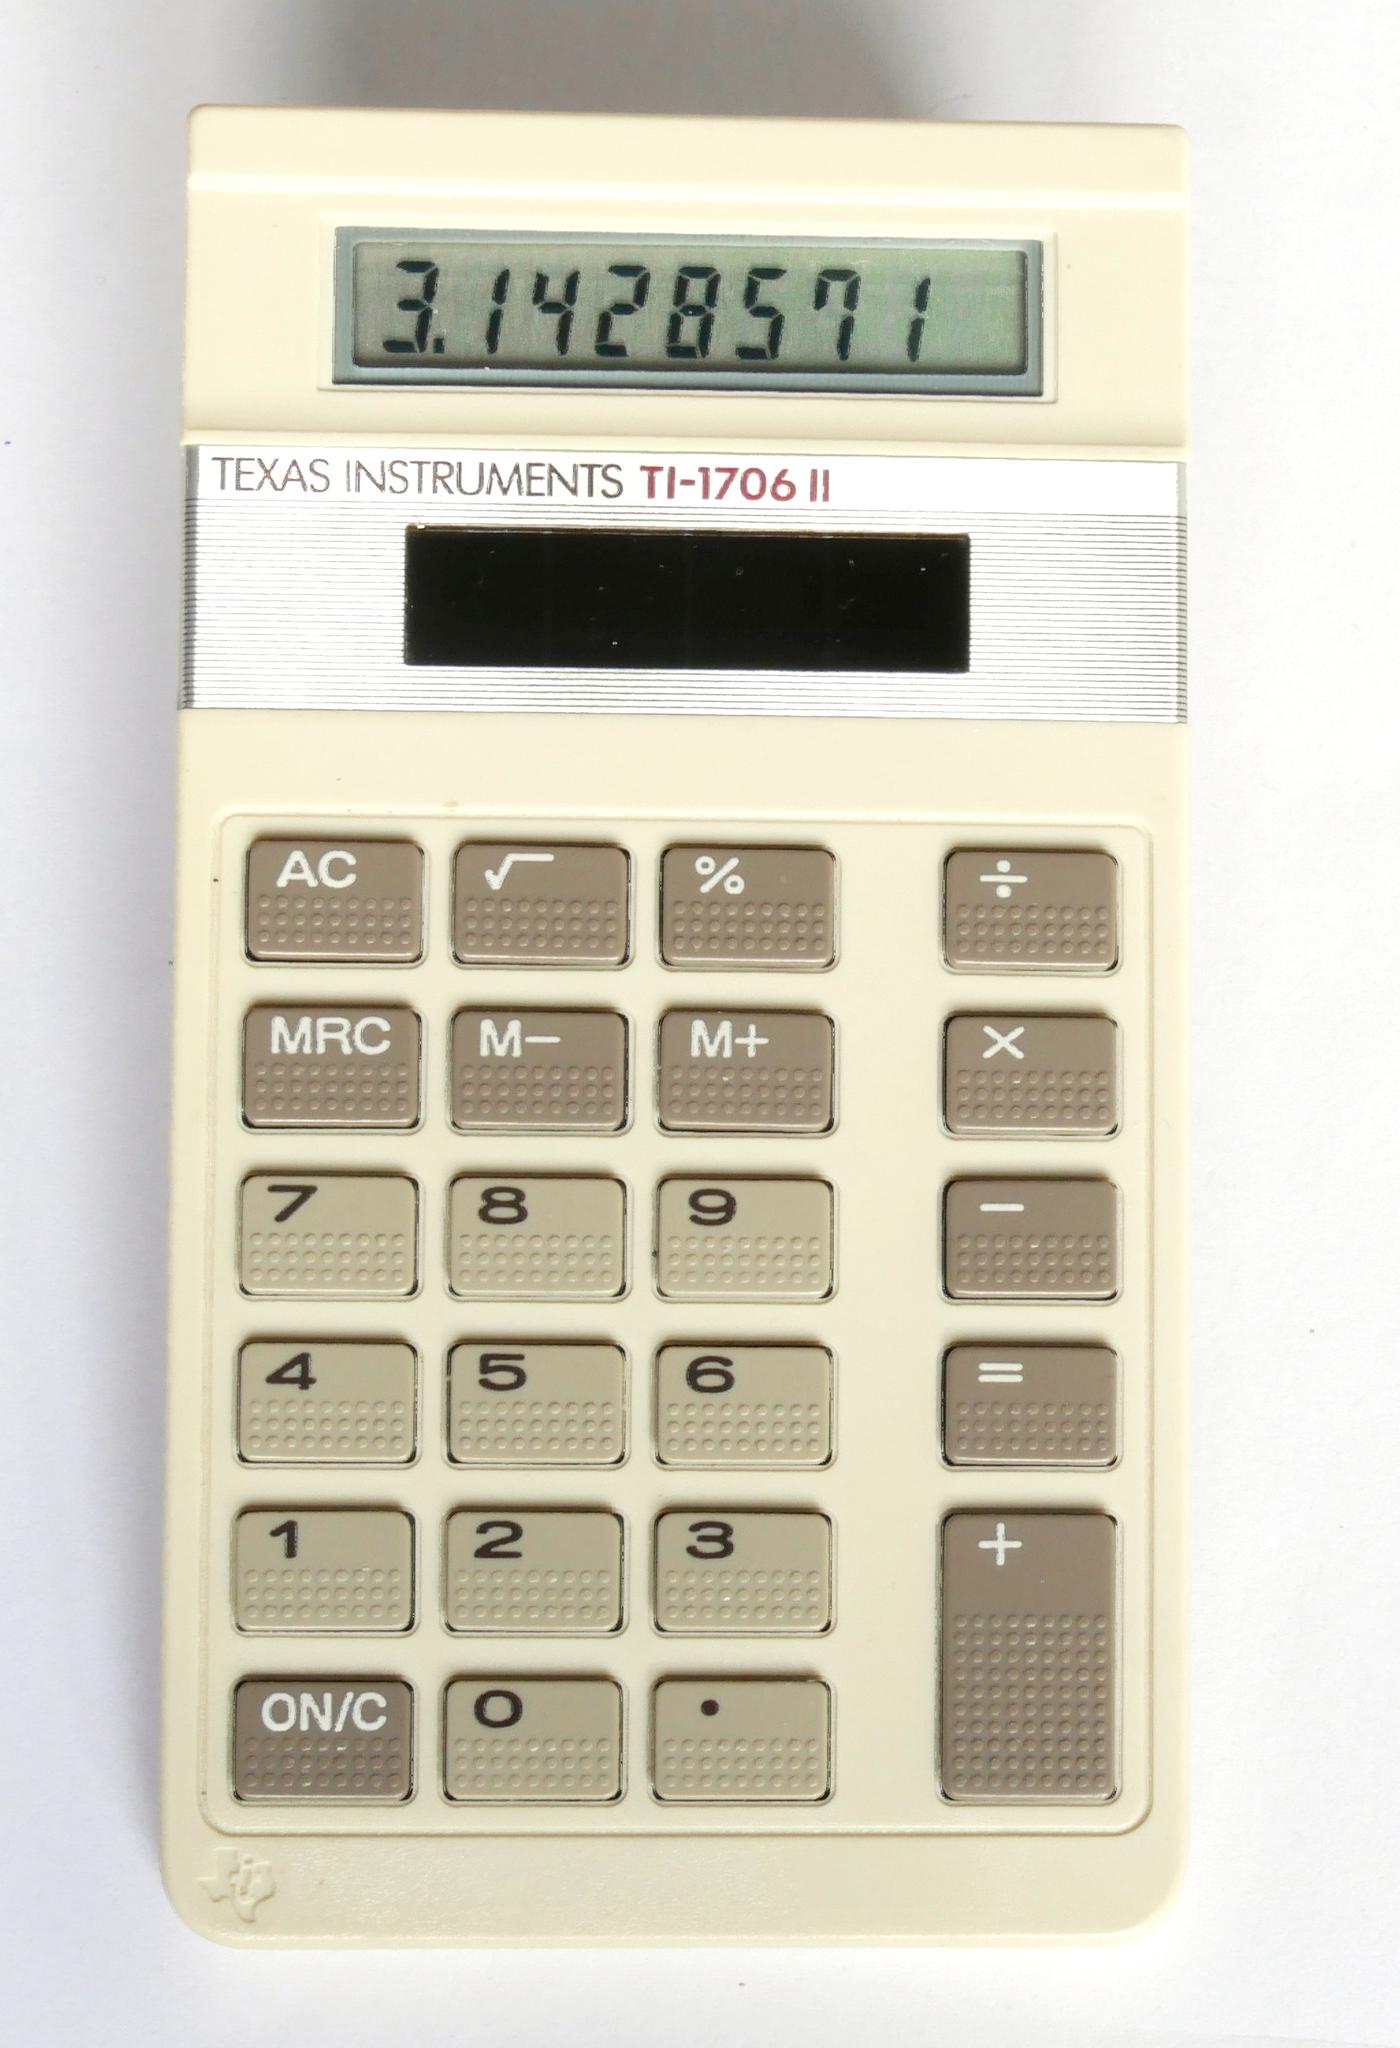 3.1428571
TEXAS INSTRUMENTS TI-1706 II
AC √ % ÷
MRC M− M+ ×
7 8 9 −
4 5 6 =
1 2 3 +
ON/C 0 .